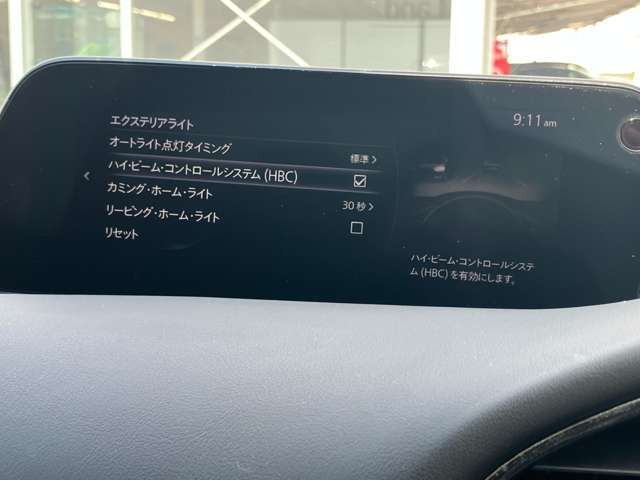 エクステリアライト
9:11 am
オートライト点灯タイミング 標準 >
ハイ・ビーム・コントロールシステム (HBC)
カミング・ホーム・ライト 30 秒 >
リービング・ホーム・ライト
リセット
ハイ・ビーム・コントロールシステ
ム (HBC) を有効にします。